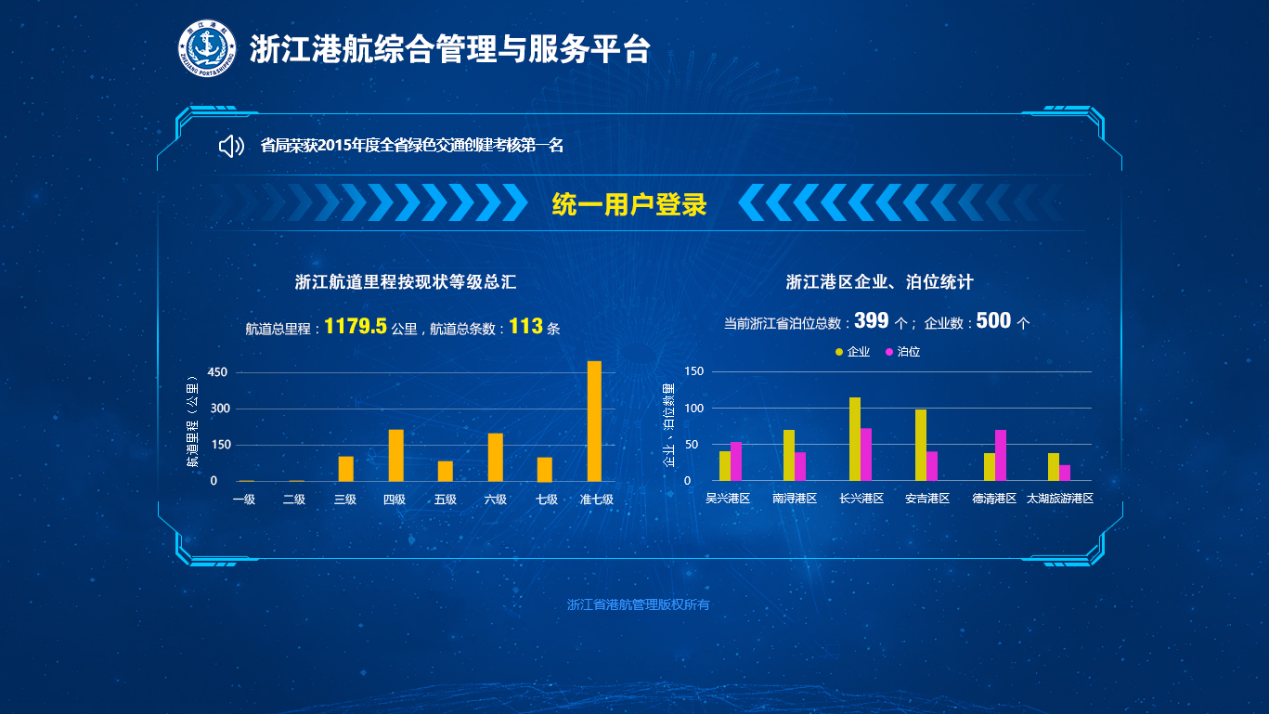 浙江港航
ZHEJIANG PORT&SHIPPING
浙江港航综合管理与服务平台
省局荣获2015年度全省绿色交通创建考核第一名
统一用户登录
浙江航道里程按现状等级总汇
航道总里程：1179.5 公里，航道总条数：113 条
航道里程（公里）
450
300
150
0
一级 二级 三级 四级 五级 六级 七级 准七级
浙江港区企业、泊位统计
当前浙江省泊位总数：399 个； 企业数：500 个
企业 泊位
企业、泊位数量
150
100
50
0
吴兴港区 南浔港区 长兴港区 安吉港区 德清港区 太湖旅游港区
浙江省港航管理版权所有